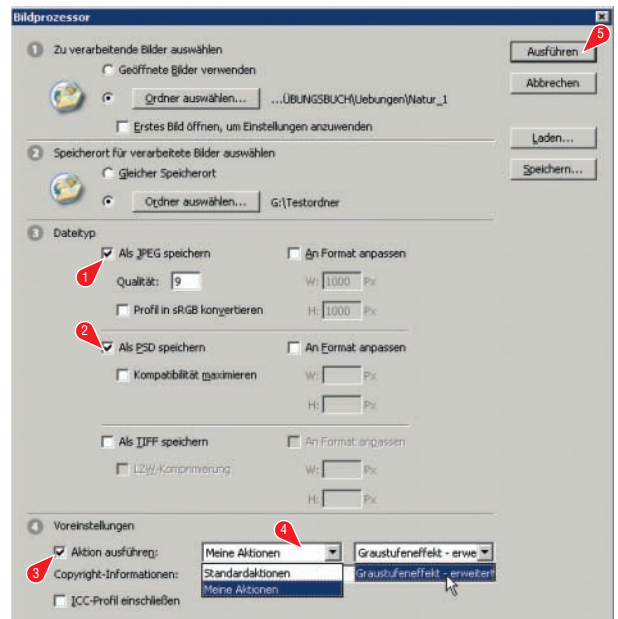 Bildprozessor
5
1 Zu verarbeitende Bilder auswählen
Ausführen
Geöffnete Bilder verwenden
Abbrechen
Ordner auswählen... ...ÜBUNGSBUCH\Uebungen\Natur_1
Erstes Bild öffnen, um Einstellungen anzuwenden
Laden...
2 Speicherort für verarbeitete Bilder auswählen
Gleicher Speicherort
Speichern...
Ordner auswählen... G:\Testordner
3 Dateityp
Als JPEG speichern An Format anpassen
1
Qualität: 9 W: 1000 Px
Profil in sRGB konvertieren H: 1000 Px
2
Als PSD speichern An Format anpassen
Kompatibilität maximieren W: Px
H: Px
Als TIFF speichern An Format anpassen
LZW-Komprimierung W: Px
H: Px
4 Voreinstellungen
4
Aktion ausführen: Meine Aktionen Graustufeneffekt - erwe
3
Copyright-Informationen: Standardaktionen Graustufeneffekt - erweitert
Meine Aktionen
ICC-Profil einschließen